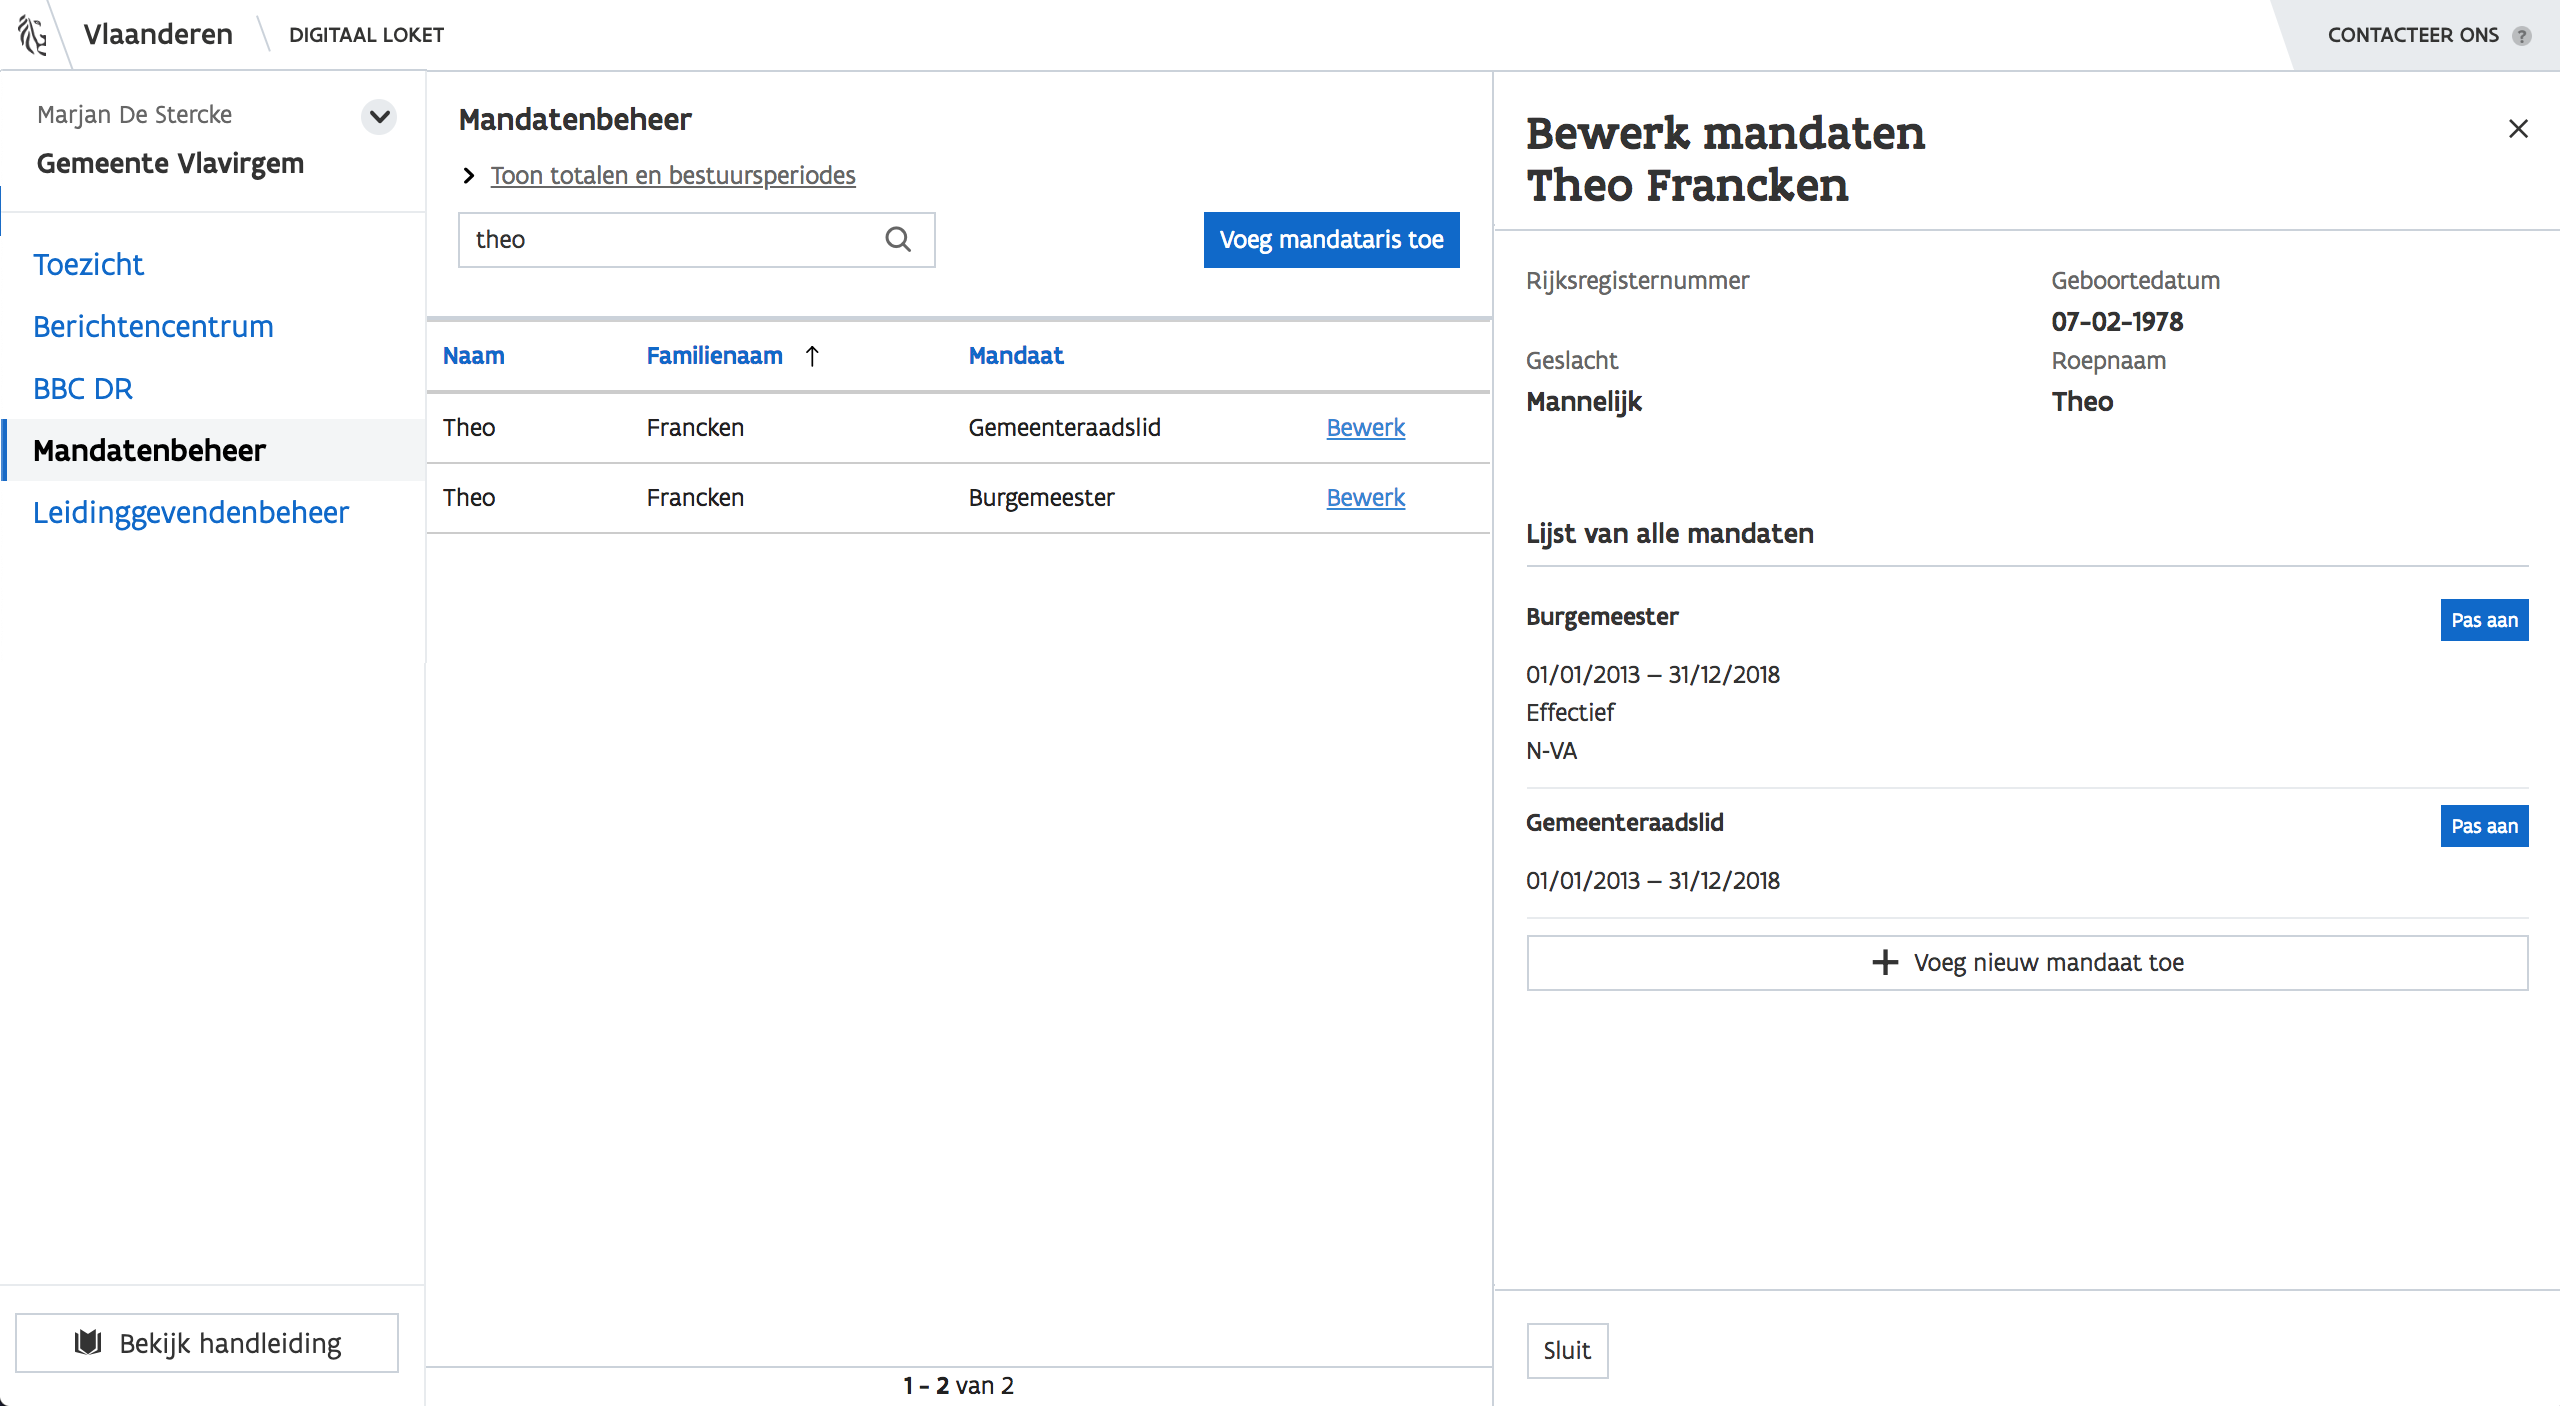 Vlaanderen
DIGITAAL LOKET
CONTACTEER ONS ?
Marjan De Stercke
Gemeente Vlavirgem
Toezicht
Berichtencentrum
BBC DR
Mandatenbeheer
Leidinggevendenbeheer
Bekijk handleiding
Mandatenbeheer
Toon totalen en bestuursperiodes
theo
Voeg mandataris toe
Naam Familienaam ↑ Mandaat
Theo Francken Gemeenteraadslid Bewerk
Theo Francken Burgemeester Bewerk
1 - 2 van 2
Bewerk mandaten
Theo Francken
Rijksregisternummer Geboortedatum
07-02-1978
Geslacht Roepnaam
Mannelijk Theo
Lijst van alle mandaten
Burgemeester Pas aan
01/01/2013 – 31/12/2018
Effectief
N-VA
Gemeenteraadslid Pas aan
01/01/2013 – 31/12/2018
Voeg nieuw mandaat toe
Sluit